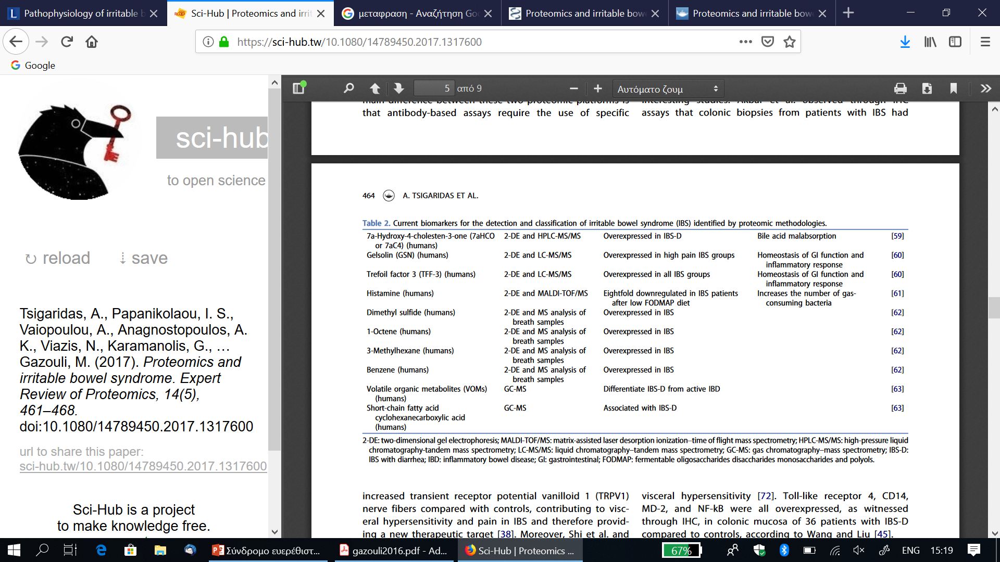 Pathophysiology of irritable b
Sci-Hub | Proteomics and irrit
μεταφραση - Αναζήτηση Goo
Proteomics and irritable bowe
Proteomics and irritable bowe
https://sci-hub.tw/10.1080/14789450.2017.1317600
Google
5 από 9
Αυτόματο ζουμ
sci-hub
to open science
↻ reload
⇣ save
Tsigaridas, A., Papanikolaou, I. S.,
Vaiopoulou, A., Anagnostopoulos, A.
K., Viazis, N., Karamanolis, G., …
Gazouli, M. (2017). Proteomics and
irritable bowel syndrome. Expert
Review of Proteomics, 14(5),
461–468.
doi:10.1080/14789450.2017.1317600
url to share this paper:
sci-hub.tw/10.1080/14789450.2017.1317600
Sci-Hub is a project
to make knowledge free.
main difference between these two proteomic platforms is
that antibody-based assays require the use of specific
interesting studies. Akbar et al. observed through IHC
assays that colonic biopsies from patients with IBS had
464 A. TSIGARIDAS ET AL.
Table 2. Current biomarkers for the detection and classification of irritable bowel syndrome (IBS) identified by proteomic methodologies.
7a-Hydroxy-4-cholesten-3-one (7aHCO 2-DE and HPLC-MS/MS Overexpressed in IBS-D Bile acid malabsorption [59]
or 7aC4) (humans)
Gelsolin (GSN) (humans) 2-DE and LC-MS/MS Overexpressed in high pain IBS groups Homeostasis of GI function and [60]
inflammatory response
Trefoil factor 3 (TFF-3) (humans) 2-DE and LC-MS/MS Overexpressed in all IBS groups Homeostasis of GI function and [60]
inflammatory response
Histamine (humans) 2-DE and MALDI-TOF/MS Eightfold downregulated in IBS patients Increases the number of gas- [61]
after low FODMAP diet consuming bacteria
Dimethyl sulfide (humans) 2-DE and MS analysis of Overexpressed in IBS [62]
breath samples
1-Octene (humans) 2-DE and MS analysis of Overexpressed in IBS [62]
breath samples
3-Methylhexane (humans) 2-DE and MS analysis of Overexpressed in IBS [62]
breath samples
Benzene (humans) 2-DE and MS analysis of Overexpressed in IBS [62]
breath samples
Volatile organic metabolites (VOMs) GC-MS Differentiate IBS-D from active IBD [63]
(humans)
Short-chain fatty acid GC-MS Associated with IBS-D [63]
cyclohexanecarboxylic acid
(humans)
2-DE: two-dimensional gel electrophoresis; MALDI-TOF/MS: matrix-assisted laser desorption ionization–time of flight mass spectrometry; HPLC-MS/MS: high-pressure liquid
chromatography-tandem mass spectrometry; LC-MS/MS: liquid chromatography–tandem mass spectrometry; GC-MS: gas chromatography–mass spectrometry; IBS-D:
IBS with diarrhea; IBD: inflammatory bowel disease; GI: gastrointestinal; FODMAP: fermentable oligosaccharides disaccharides monosaccharides and polyols.
increased transient receptor potential vanilloid 1 (TRPV1)
nerve fibers compared with controls, contributing to visc-
eral hypersensitivity and pain in IBS and therefore provid-
ing a new therapeutic target [38]. Moreover, Shi et al. and
visceral hypersensitivity [72]. Toll-like receptor 4, CD14,
MD-2, and NF-kB were all overexpressed, as witnessed
through IHC, in colonic mucosa of 36 patients with IBS-D
compared to controls, according to Wang and Liu [45].
Σύνδρομο ευερέθιστ...
gazouli2016.pdf - Ad...
Sci-Hub | Proteomics ...
67%
ENG
15:19